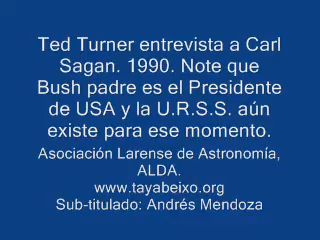 Ted Turner entrevista a Carl
Sagan. 1990. Note que
Bush padre es el Presidente
de USA y la U.R.S.S. aún
existe para ese momento.
Asociación Larense de Astronomía,
ALDA.
www.tayabeixo.org
Sub-titulado: Andrés Mendoza